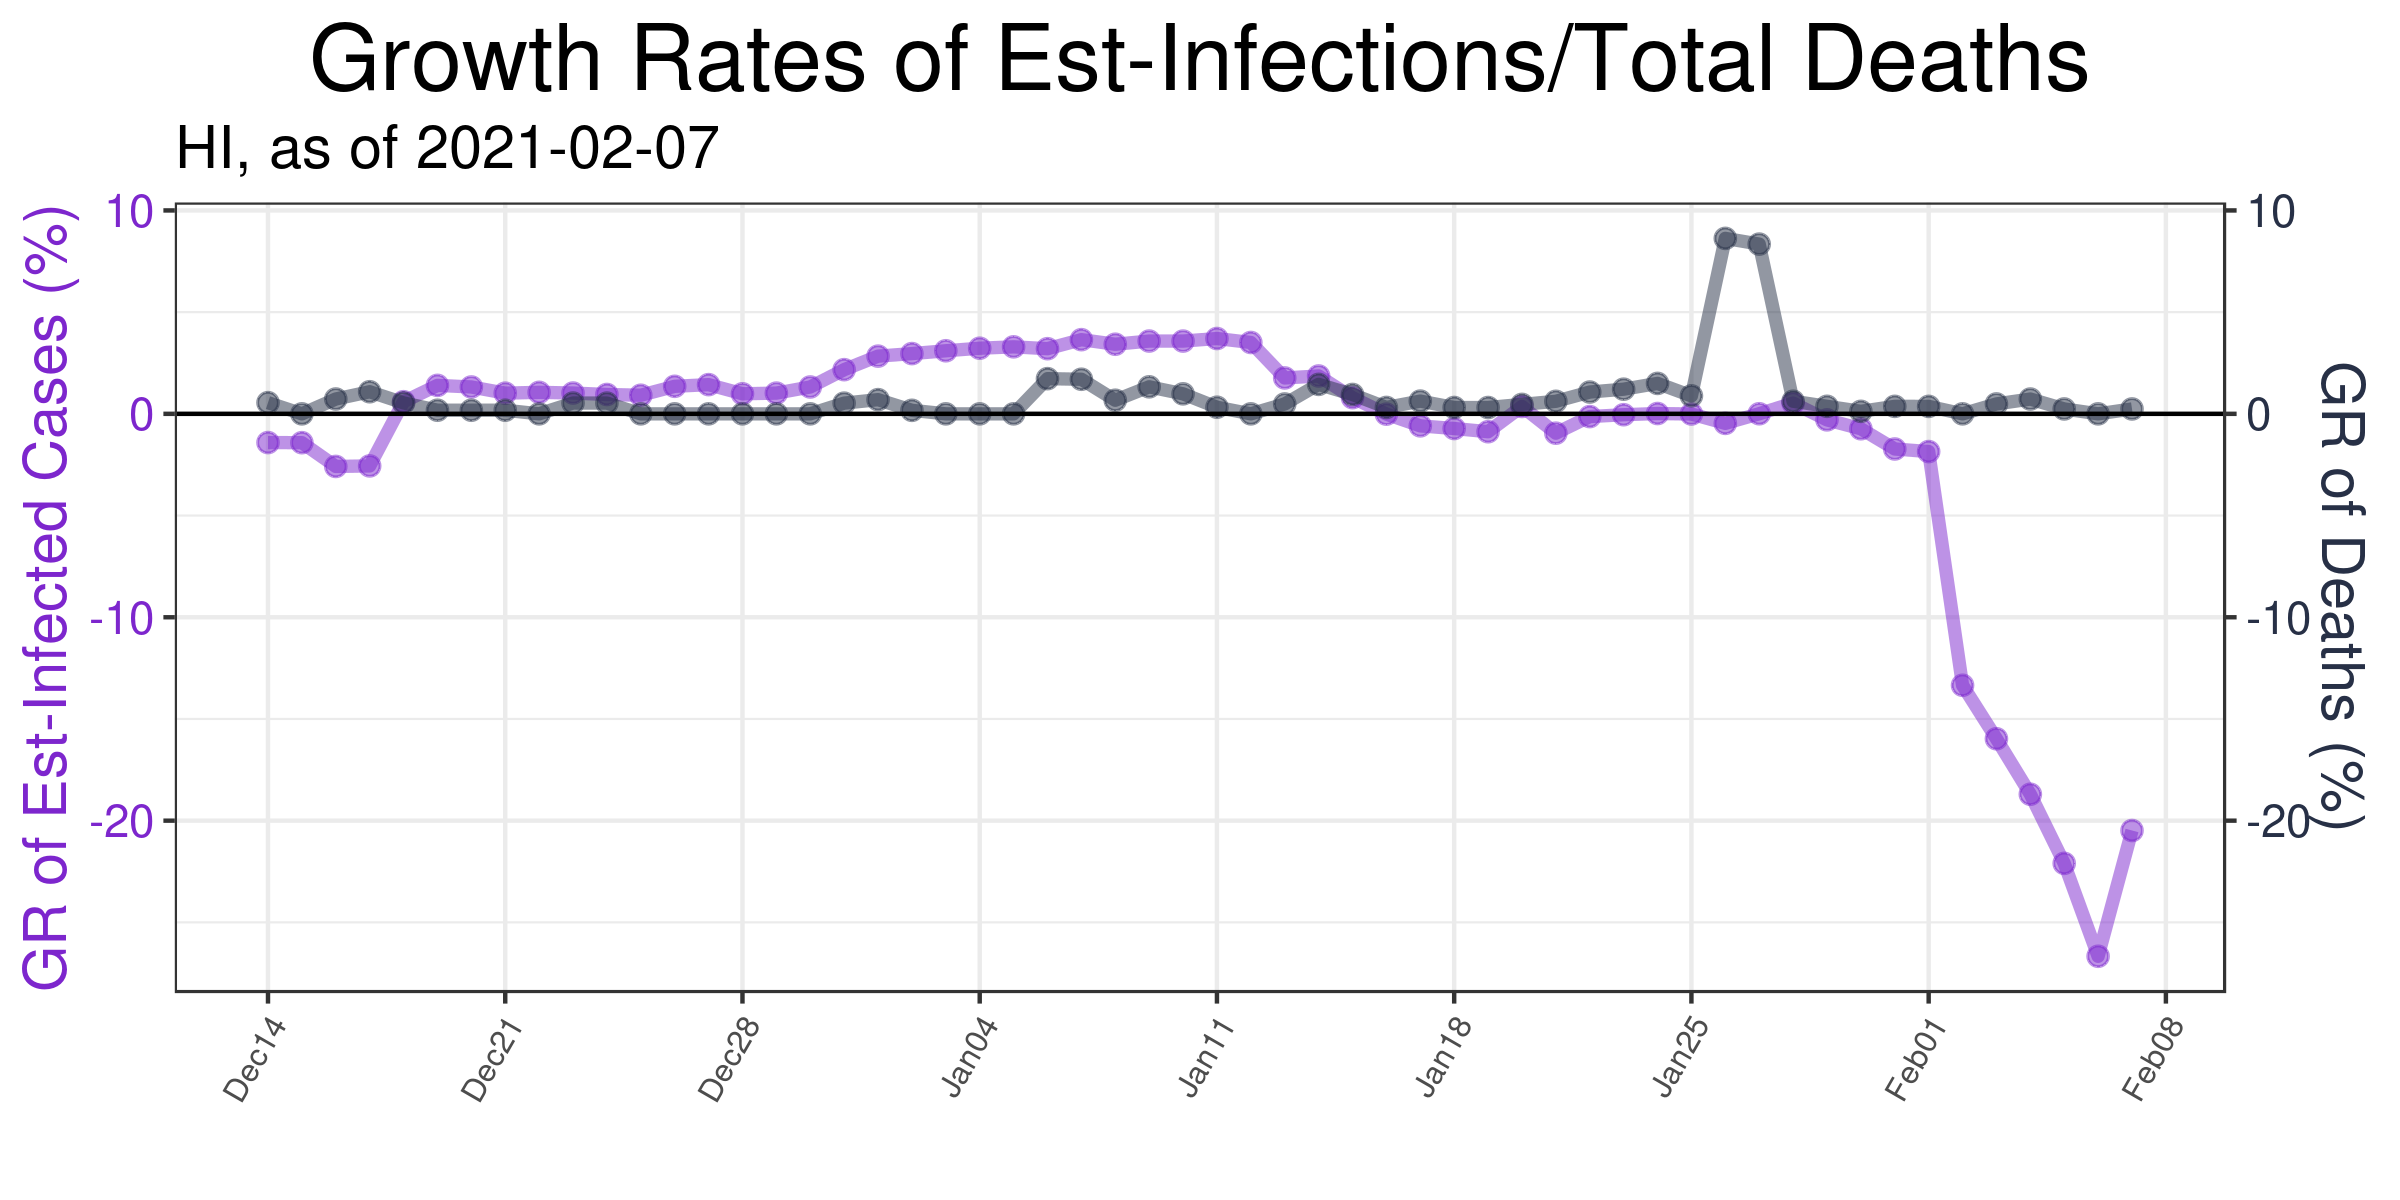 Growth Rates of Est-Infections/Total Deaths
HI, as of 2021-02-07
GR of Est-Infected Cases (%)
10
0
-10
-20
10
0
-10
-20
GR of Deaths (%)
Dec14
Dec21
Dec28
Jan04
Jan11
Jan18
Jan25
Feb01
Feb08